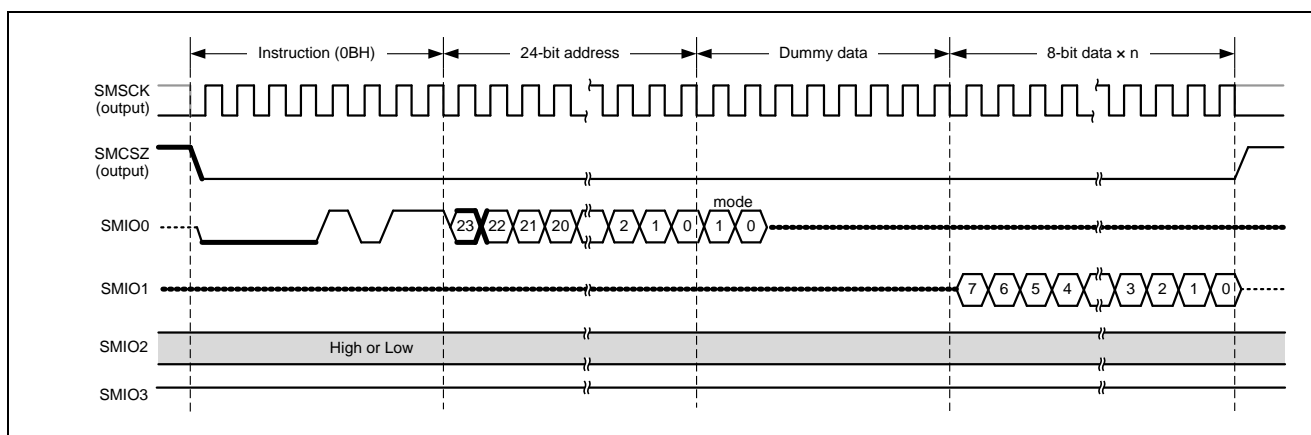 Instruction (0BH) 24-bit address Dummy data 8-bit data × n
SMSCK
(output)
SMCSZ
(output)
mode
SMIO0 23 22 21 20 2 1 0 1 0
SMIO1 7 6 5 4 3 2 1 0
SMIO2 High or Low
SMIO3